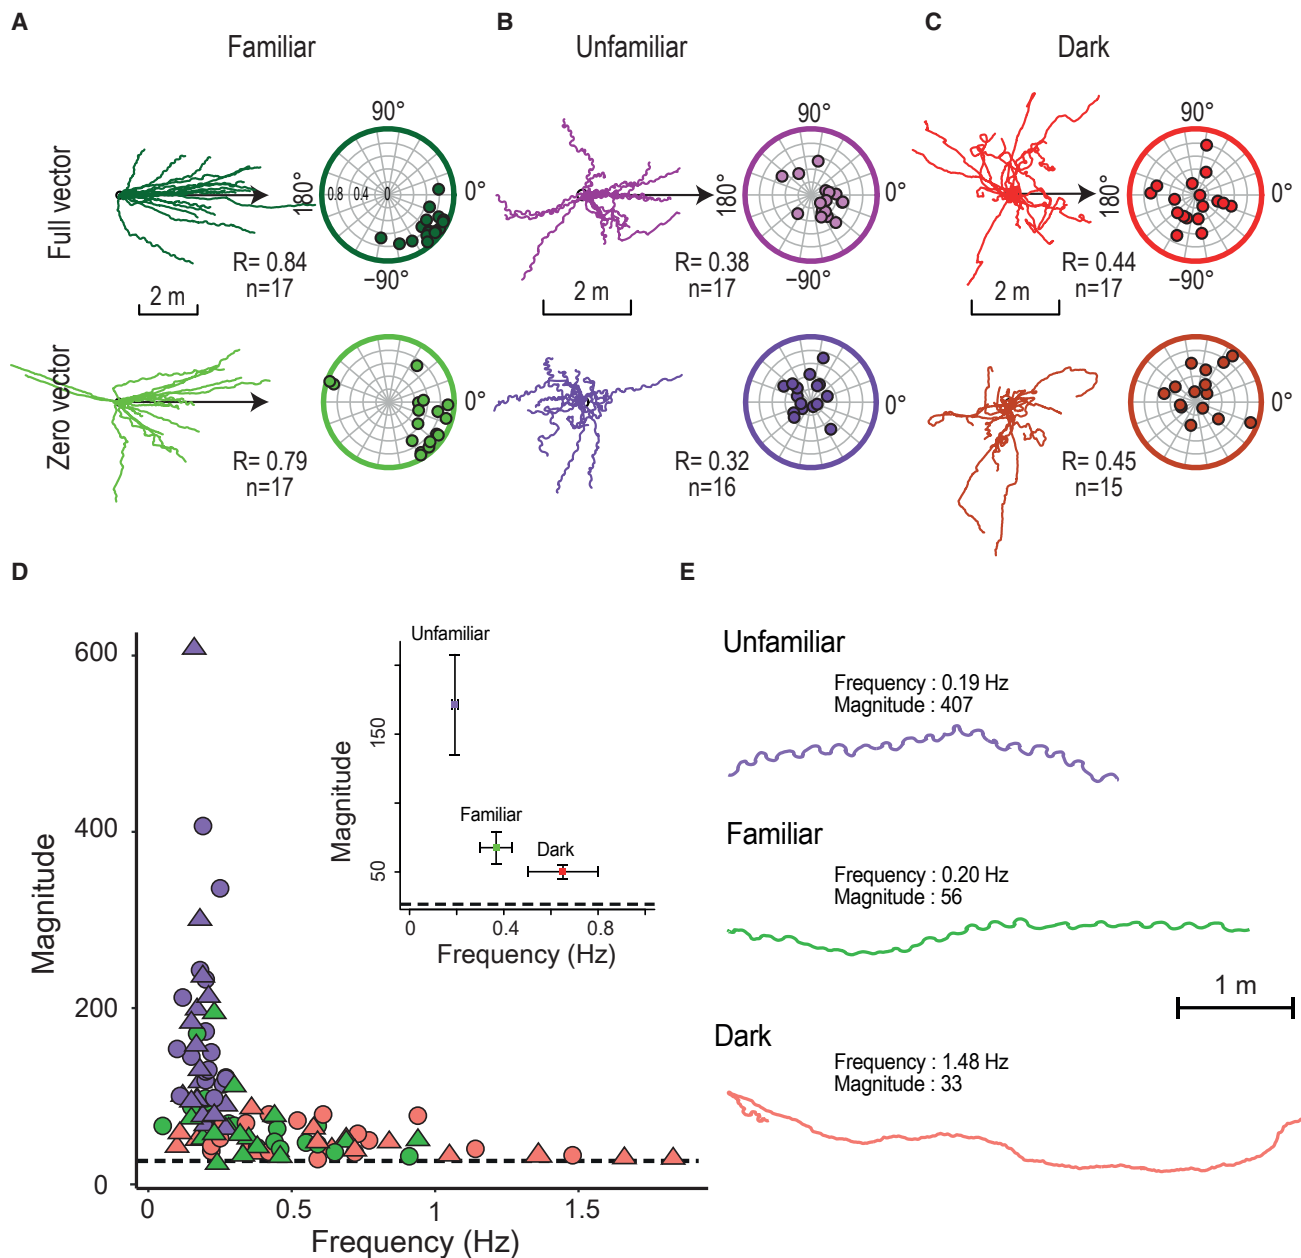 A
B
C
Familiar
Unfamiliar
Dark
Full vector
90°
180°
0.8 0.4 0
0°
−90°
R= 0.84
n=17
2 m
90°
180°
0°
−90°
R= 0.38
n=17
2 m
90°
180°
0°
−90°
R= 0.44
n=17
2 m
Zero vector
0°
R= 0.79
n=17
0°
R= 0.32
n=16
0°
R= 0.45
n=15
D
Magnitude
600
400
200
0
0
0.5
1
1.5
Frequency (Hz)
Unfamiliar
Familiar
Dark
Magnitude
150
50
0
0.4
0.8
Frequency (Hz)
E
Unfamiliar
Frequency : 0.19 Hz
Magnitude : 407
Familiar
Frequency : 0.20 Hz
Magnitude : 56
1 m
Dark
Frequency : 1.48 Hz
Magnitude : 33